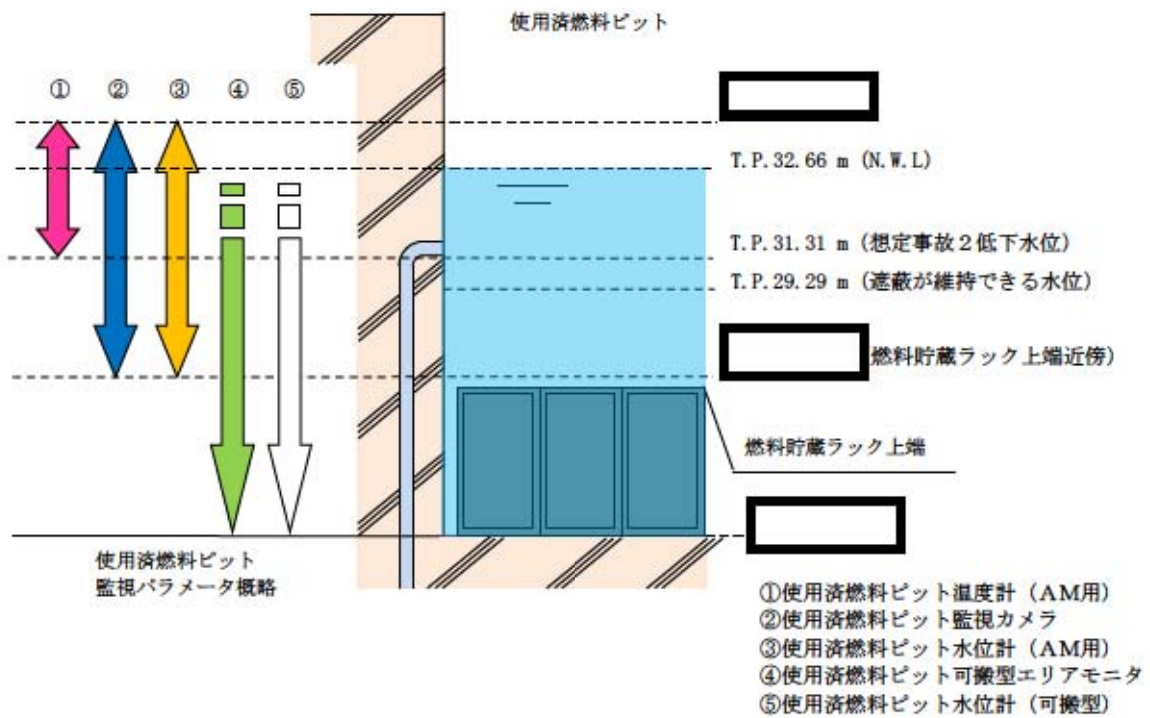 使用済燃料ピット
① ② ③ ④ ⑤
T.P.32.66 m (N.W.L)
T.P.31.31 m (想定事故２低下水位)
T.P.29.29 m (遮蔽が維持できる水位)
燃料貯蔵ラック上端近傍)
燃料貯蔵ラック上端
使用済燃料ピット
監視パラメータ概略
①使用済燃料ピット温度計（ＡＭ用）
②使用済燃料ピット監視カメラ
③使用済燃料ピット水位計（ＡＭ用）
④使用済燃料ピット可搬型エリアモニタ
⑤使用済燃料ピット水位計（可搬型）